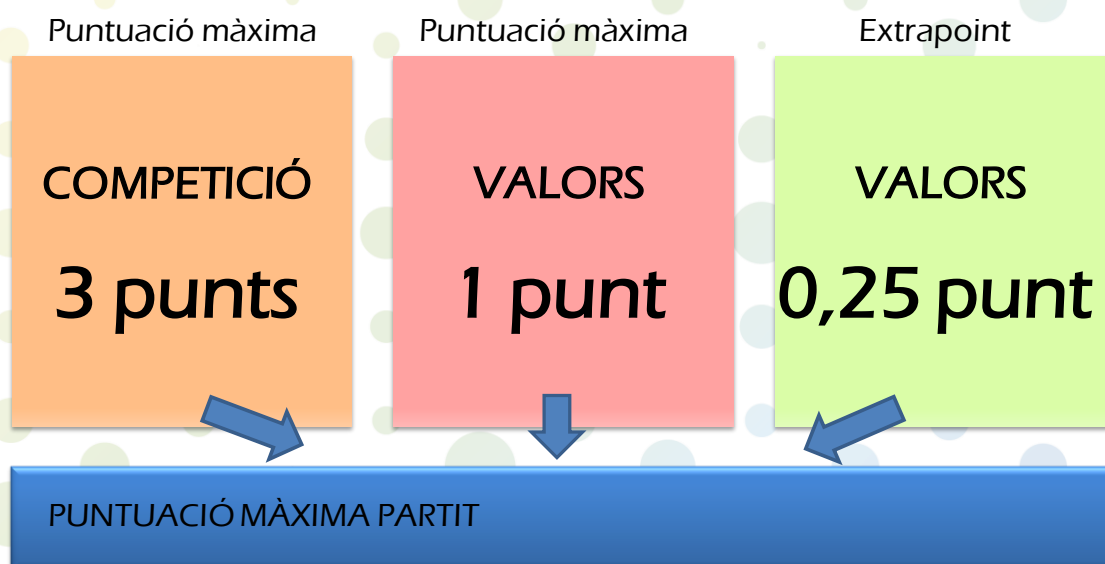 Puntuació màxima
COMPETICIÓ
3 punts
Puntuació màxima
VALORS
1 punt
Extrapoint
VALORS
0,25 punt
PUNTUACIÓ MÀXIMA PARTIT